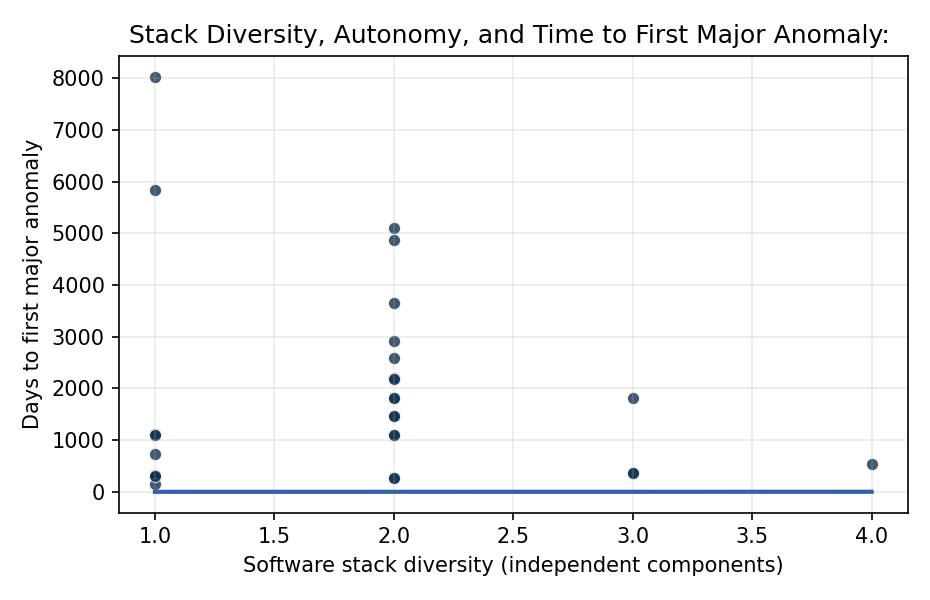 Stack Diversity, Autonomy, and Time to First Major Anomaly:
Days to first major anomaly
8000
7000
6000
5000
4000
3000
2000
1000
0
1.0 1.5 2.0 2.5 3.0 3.5 4.0
Software stack diversity (independent components)